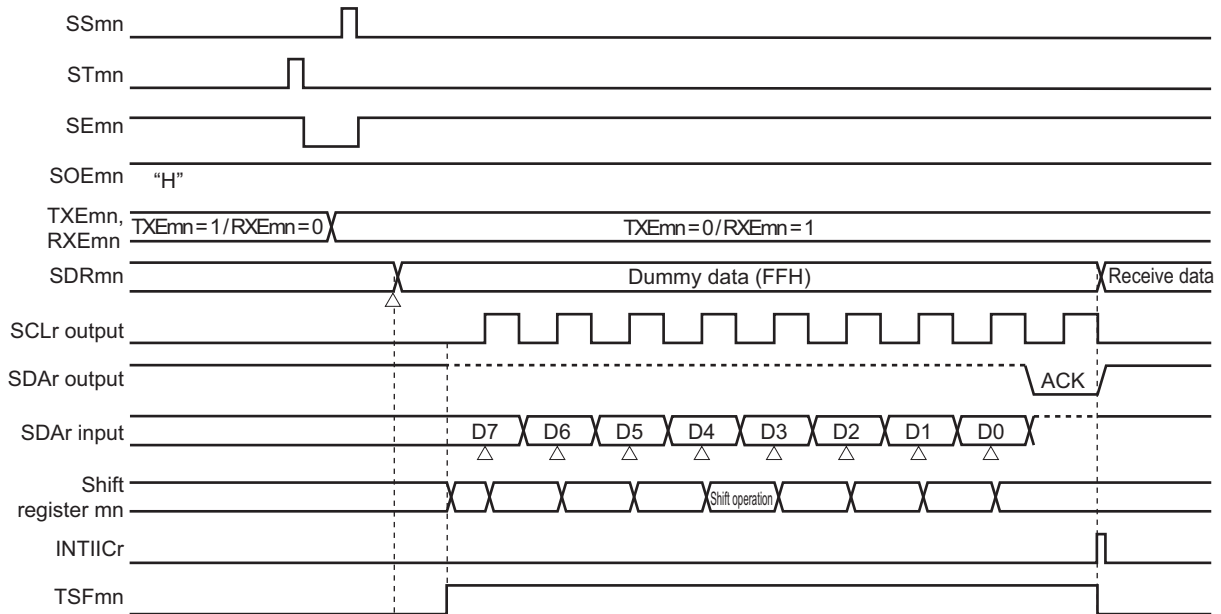 SSmn
STmn
SEmn
SOEmn “H”
TXEmn,
RXEmn
TXEmn=1/RXEmn=0 TXEmn=0/RXEmn=1
SDRmn Dummy data (FFH) Receive data
SCLr output
SDAr output ACK
SDAr input D7 D6 D5 D4 D3 D2 D1 D0
Shift
register mn
Shift operation
INTIICr
TSFmn